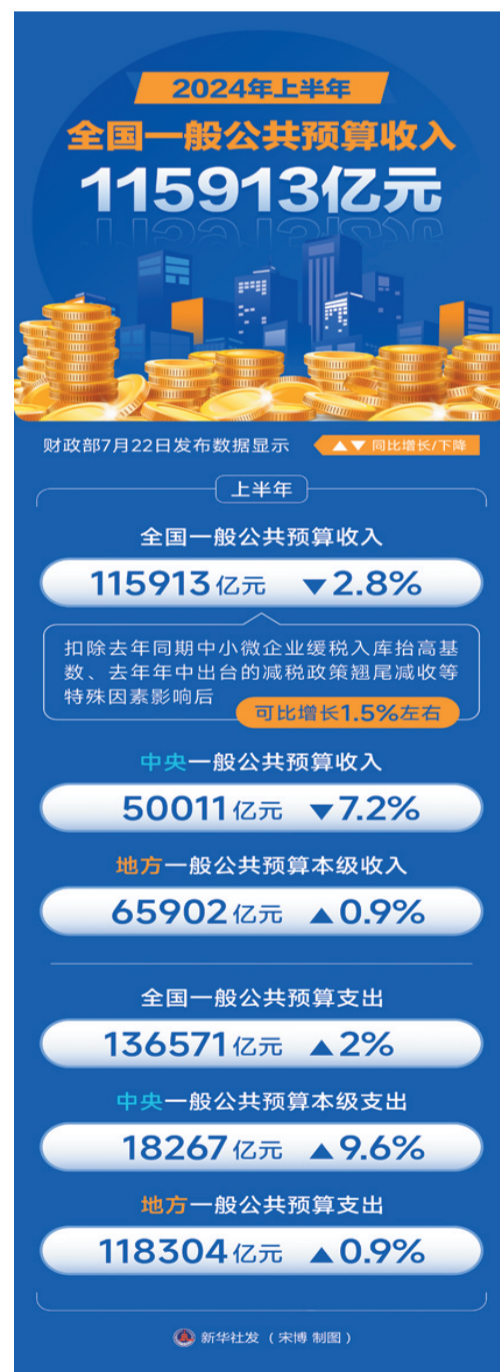 2024年上半年
全国一般公共预算收入
115913亿元
财政部7月22日发布数据显示 ▲▼同比增长/下降
上半年
全国一般公共预算收入
115913亿元 ▼2.8%
扣除去年同期中小微企业缓税入库抬高基
数、去年年中出台的减税政策翘尾减收等
特殊因素影响后
可比增长1.5%左右
中央一般公共预算收入
50011亿元 ▼7.2%
地方一般公共预算本级收入
65902亿元 ▲0.9%
全国一般公共预算支出
136571亿元 ▲2%
中央一般公共预算本级支出
18267亿元 ▲9.6%
地方一般公共预算支出
118304亿元 ▲0.9%
新华社发（宋博 制图）